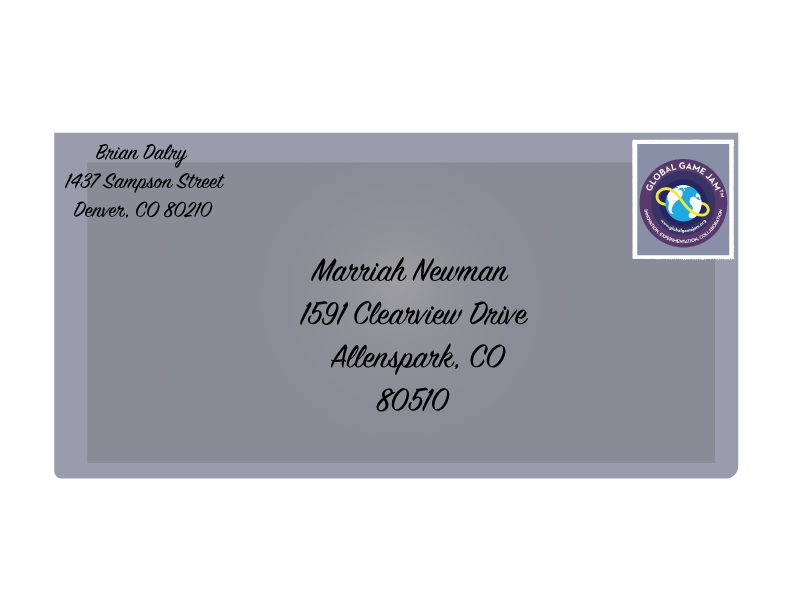 Brian Dalry
1437 Sampson Street
Denver, CO 80210
GLOBAL GAME JAM™
www.globalgamejam.org
INNOVATION, EXPERIMENTATION, COLLABORATION
Marriah Newman
1591 Clearview Drive
Allenspark, CO
80510